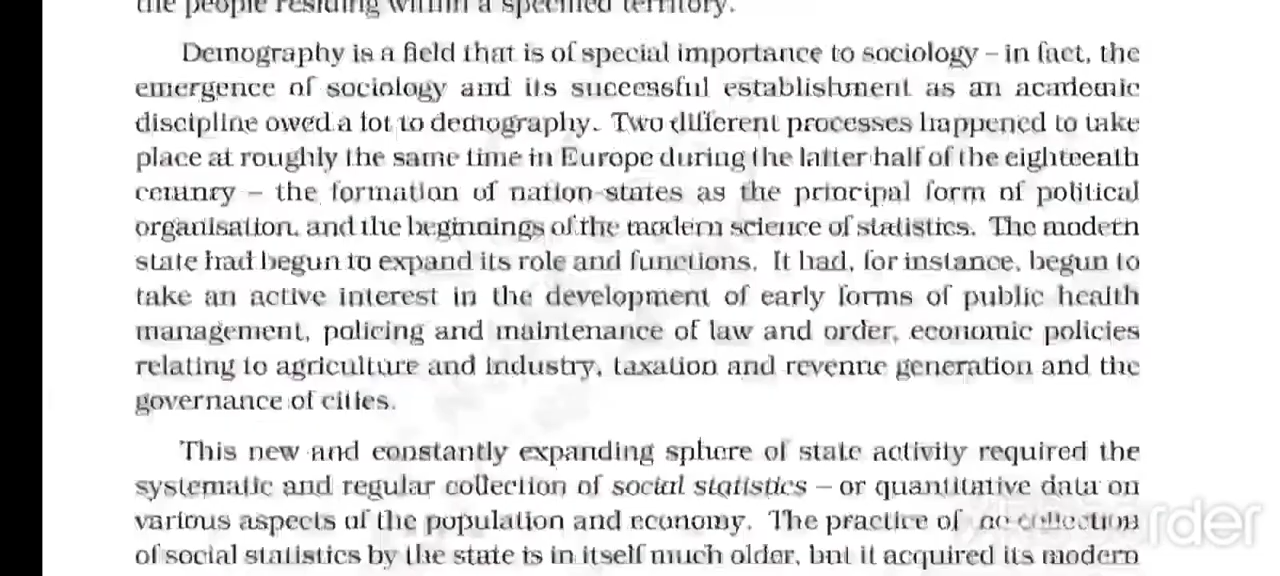 the people residing within a specified territory.
Demography is a field that is of special importance to sociology – in fact, the
emergence of sociology and its successful establishment as an academic
discipline owed a lot to demography. Two different processes happened to take
place at roughly the same time in Europe during the latter half of the eighteenth
century – the formation of nation-states as the principal form of political
organisation, and the beginnings of the modern science of statistics. The modern
state had begun to expand its role and functions. It had, for instance, begun to
take an active interest in the development of early forms of public health
management, policing and maintenance of law and order, economic policies
relating to agriculture and industry, taxation and revenue generation and the
governance of cities.
This new and constantly expanding sphere of state activity required the
systematic and regular collection of social statistics – or quantitative data on
various aspects of the population and economy. The practice of collection
of social statistics by the state is in itself much older, but it acquired its modern